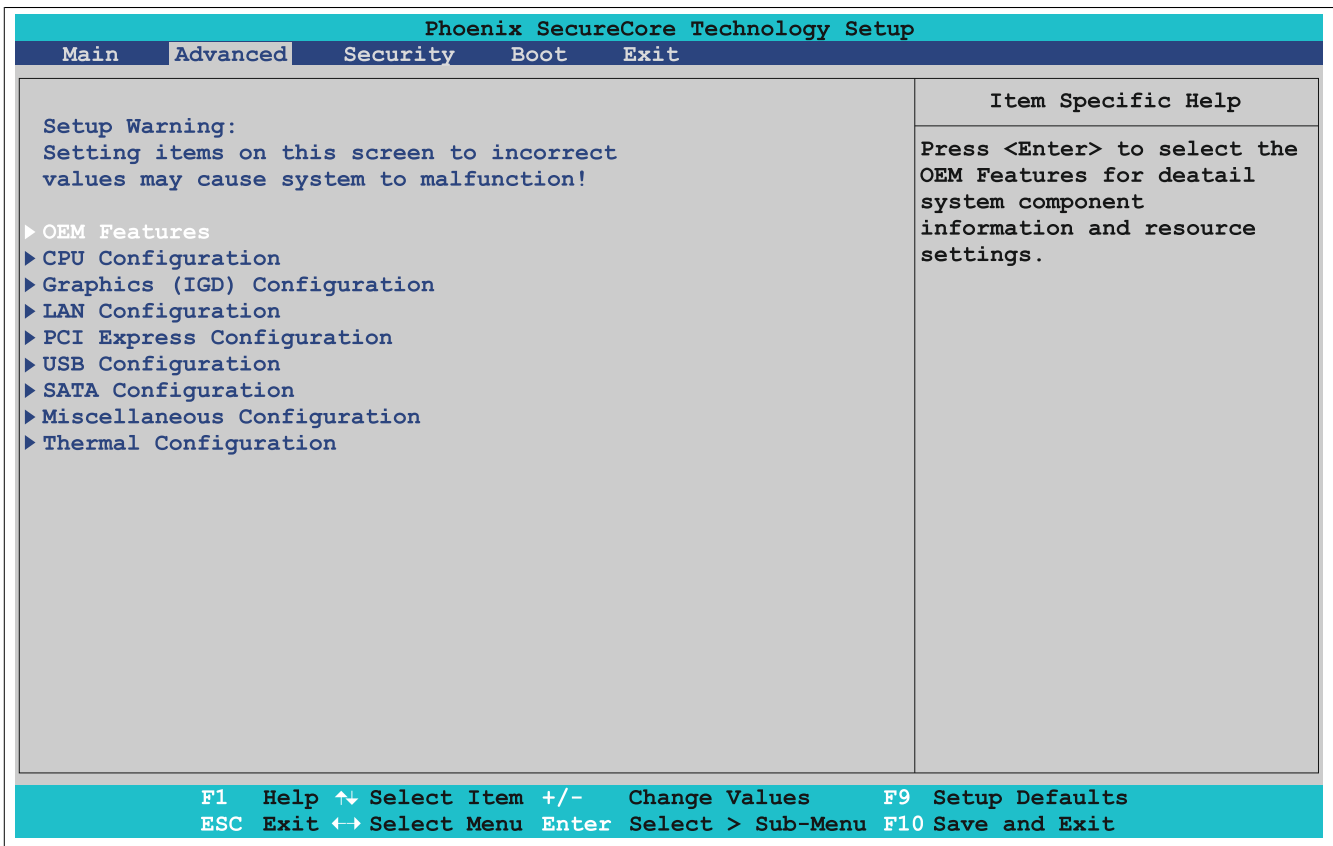 Phoenix SecureCore Technology Setup
Main Advanced Security Boot Exit
Setup Warning:
Setting items on this screen to incorrect
values may cause system to malfunction!
OEM Features
CPU Configuration
Graphics (IGD) Configuration
LAN Configuration
PCI Express Configuration
USB Configuration
SATA Configuration
Miscellaneous Configuration
Thermal Configuration
Item Specific Help
Press <Enter> to select the
OEM Features for deatail
system component
information and resource
settings.
F1 Help ↑↓ Select Item +/- Change Values F9 Setup Defaults
ESC Exit ←→ Select Menu Enter Select > Sub-Menu F10 Save and Exit